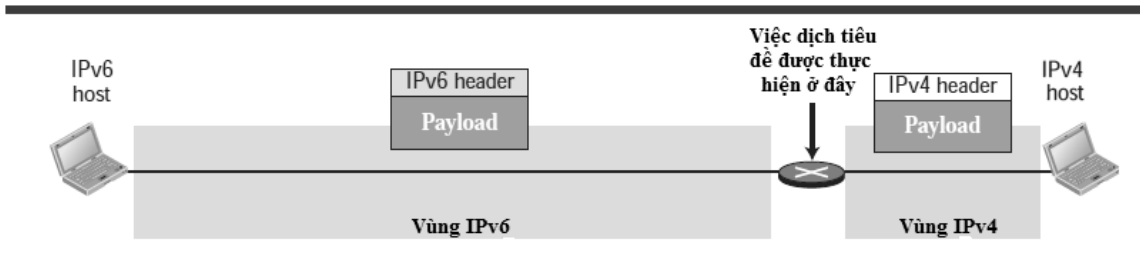 IPv6
host
IPv6 header
Payload
Việc dịch tiêu
đề được thực
hiện ở đây
IPv4 header
Payload
IPv4
host
Vùng IPv6
Vùng IPv4